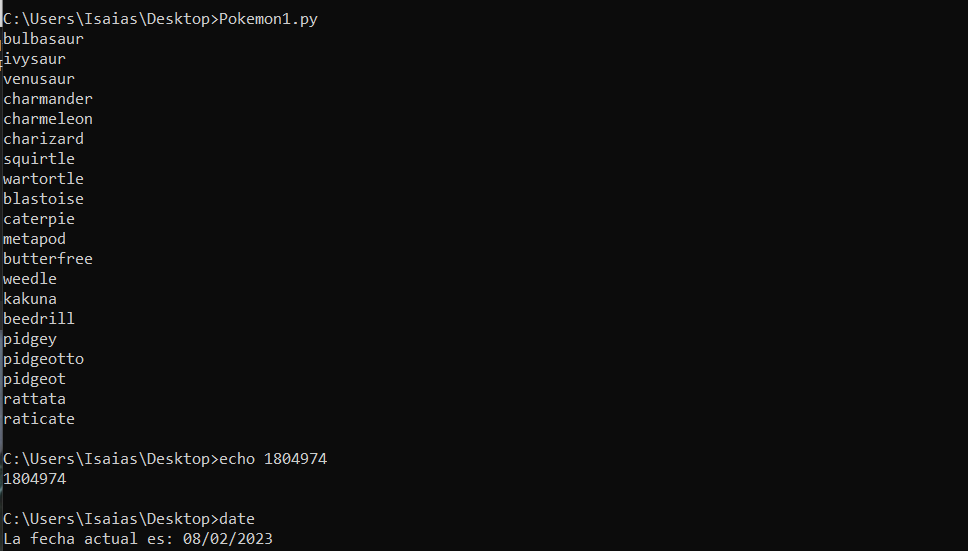 C:\Users\Isaias\Desktop>Pokemon1.py
bulbasaur
ivysaur
venusaur
charmander
charmeleon
charizard
squirtle
wartortle
blastoise
caterpie
metapod
butterfree
weedle
kakuna
beedrill
pidgey
pidgeotto
pidgeot
rattata
raticate
C:\Users\Isaias\Desktop>echo 1804974
1804974
C:\Users\Isaias\Desktop>date
La fecha actual es: 08/02/2023